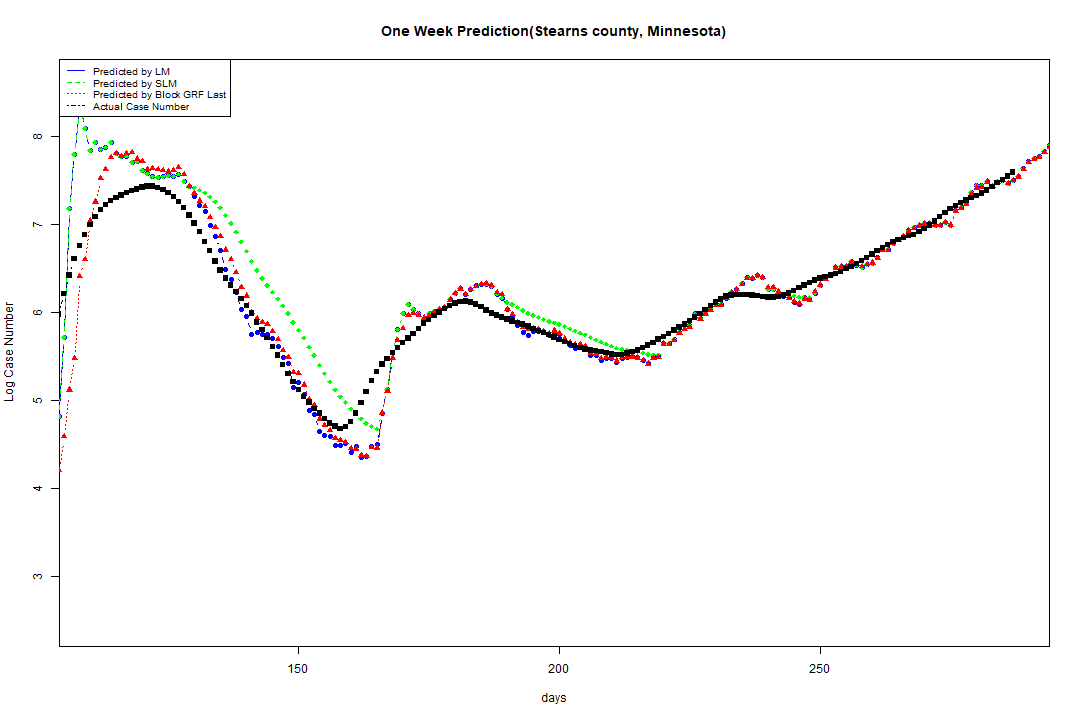 One Week Prediction(Stearns county, Minnesota)
Predicted by LM
Predicted by SLM
Predicted by Block GRF Last
Actual Case Number
Log Case Number
8
7
6
5
4
3
150 200 250
days